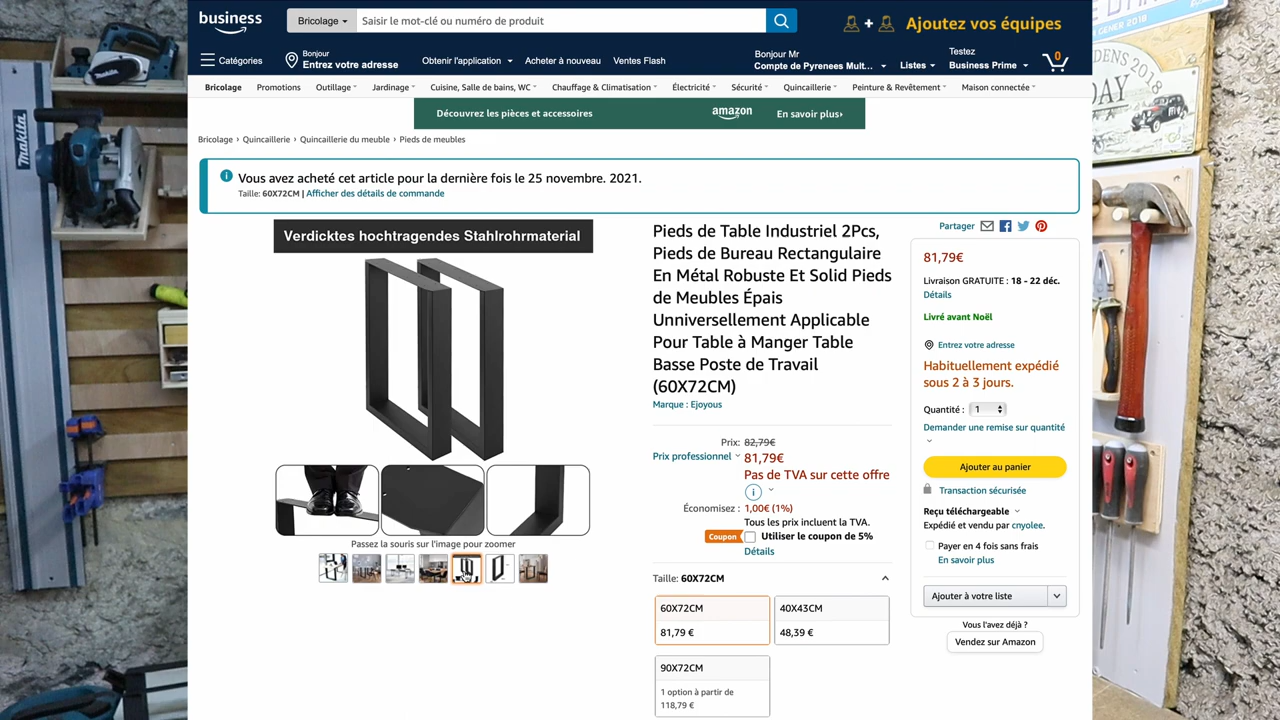 business
Bricolage
Saisir le mot-clé ou numéro de produit
+ Ajoutez vos équipes
Catégories
Bonjour
Entrez votre adresse
Obtenir l'application
Acheter à nouveau
Ventes Flash
Bonjour Mr
Compte de Pyrenees Mult...
Listes
Testez
Business Prime
0
Bricolage Promotions Outillage Jardinage Cuisine, Salle de bains, WC Chauffage & Climatisation Électricité Sécurité Quincaillerie Peinture & Revêtement Maison connectée
Découvrez les pièces et accessoires amazon En savoir plus›
Bricolage › Quincaillerie › Quincaillerie du meuble › Pieds de meubles
Vous avez acheté cet article pour la dernière fois le 25 novembre. 2021.
Taille: 60X72CM | Afficher des détails de commande
Verdicktes hochtragendes Stahlrohrmaterial
Passez la souris sur l'image pour zoomer
Pieds de Table Industriel 2Pcs,
Pieds de Bureau Rectangulaire
En Métal Robuste Et Solid Pieds
de Meubles Épais
Unniversellement Applicable
Pour Table à Manger Table
Basse Poste de Travail
(60X72CM)
Marque : Ejoyous
Prix: 82,79€
Prix professionnel 81,79€
Pas de TVA sur cette offre
i
Économisez : 1,00€ (1%)
Tous les prix incluent la TVA.
Coupon Utiliser le coupon de 5%
Détails
Taille: 60X72CM
60X72CM
81,79 €
40X43CM
48,39 €
90X72CM
1 option à partir de
118,79 €
Partager
81,79€
Livraison GRATUITE : 18 - 22 déc.
Détails
Livré avant Noël
Entrez votre adresse
Habituellement expédié
sous 2 à 3 jours.
Quantité : 1
Demander une remise sur quantité
Ajouter au panier
Transaction sécurisée
Reçu téléchargeable
Expédié et vendu par cnyolee.
Payer en 4 fois sans frais
En savoir plus
Ajouter à votre liste
Vous l'avez déjà ?
Vendez sur Amazon
makita